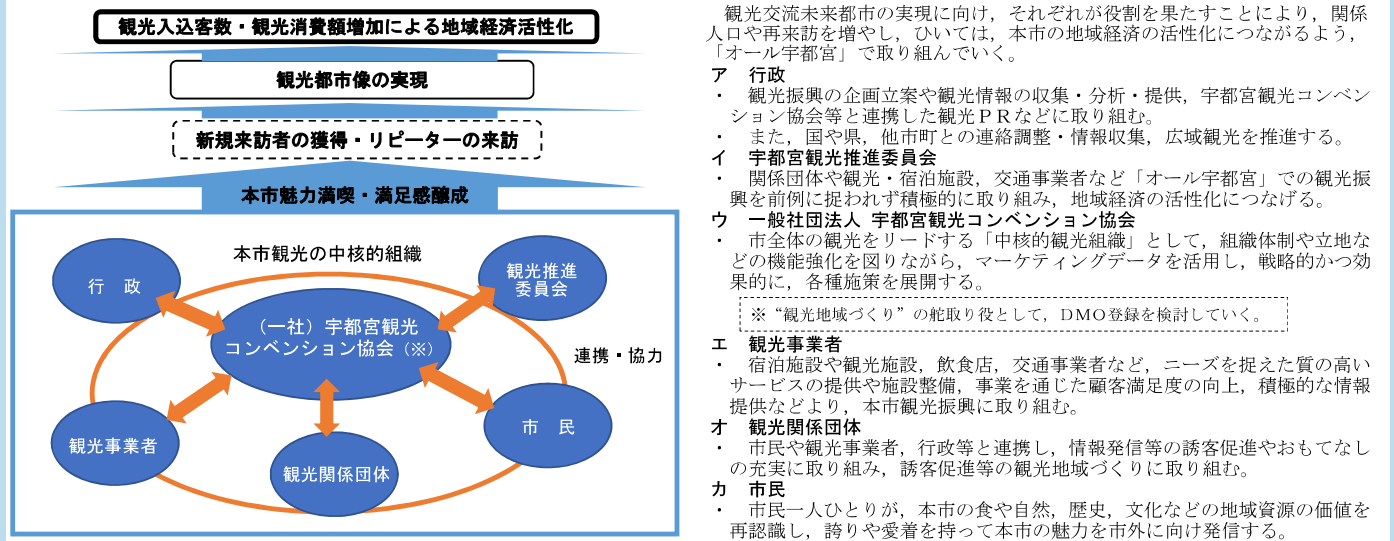 観光入込客数・観光消費額増加による地域経済活性化
観光都市像の実現
新規来訪者の獲得・リピーターの来訪
本市魅力満喫・満足感醸成
本市観光の中核的組織
行　政
観光推進
委員会
（一社）宇都宮観光
コンベンション協会（※）
連携・協力
観光事業者
観光関係団体
市　民
観光交流未来都市の実現に向け，それぞれが役割を果たすことにより，関係
人口や再来訪を増やし，ひいては，本市の地域経済の活性化につながるよう，
「オール宇都宮」で取り組んでいく。
ア　行政
・　観光振興の企画立案や観光情報の収集・分析・提供，宇都宮観光コンベン
ション協会等と連携した観光ＰＲなどに取り組む。
・　また，国や県，他市町との連絡調整・情報収集，広域観光を推進する。
イ　宇都宮観光推進委員会
・　関係団体や観光・宿泊施設，交通事業者など「オール宇都宮」での観光振
興を前例に捉われず積極的に取り組み，地域経済の活性化につなげる。
ウ　一般社団法人 宇都宮観光コンベンション協会
・　市全体の観光をリードする「中核的観光組織」として，組織体制や立地な
どの機能強化を図りながら，マーケティングデータを活用し，戦略的かつ効
果的に，各種施策を展開する。
※“観光地域づくり”の舵取り役として，ＤＭＯ登録を検討していく。
エ　観光事業者
・　宿泊施設や観光施設，飲食店，交通事業者など，ニーズを捉えた質の高い
サービスの提供や施設整備，事業を通じた顧客満足度の向上，積極的な情報
提供などより，本市観光振興に取り組む。
オ　観光関係団体
・　市民や観光事業者，行政等と連携し，情報発信等の誘客促進やおもてなし
の充実に取り組み，誘客促進等の観光地域づくりに取り組む。
カ　市民
・　市民一人ひとりが，本市の食や自然，歴史，文化などの地域資源の価値を
再認識し，誇りや愛着を持って本市の魅力を市外に向け発信する。